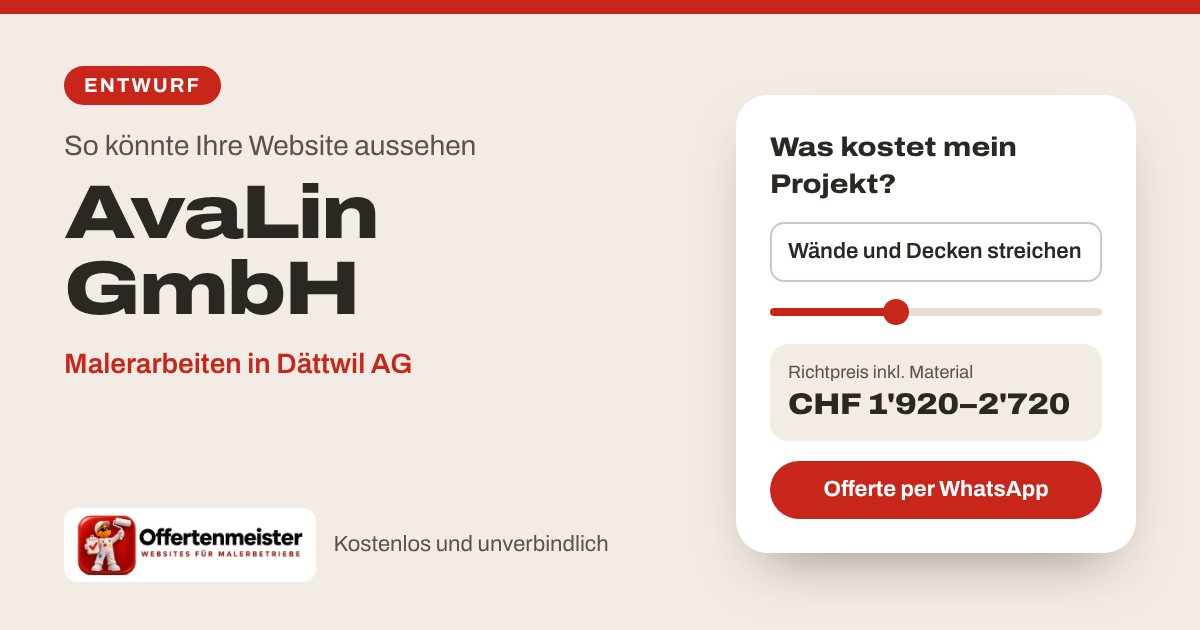 ENTWURF
So könnte Ihre Website aussehen
AvaLin
GmbH
Malerarbeiten in Dättwil AG
Offertenmeister
WEBSITES FÜR MALERBETRIEBE
Kostenlos und unverbindlich
Was kostet mein
Projekt?
Wände und Decken streichen
Richtpreis inkl. Material
CHF 1'920–2'720
Offerte per WhatsApp